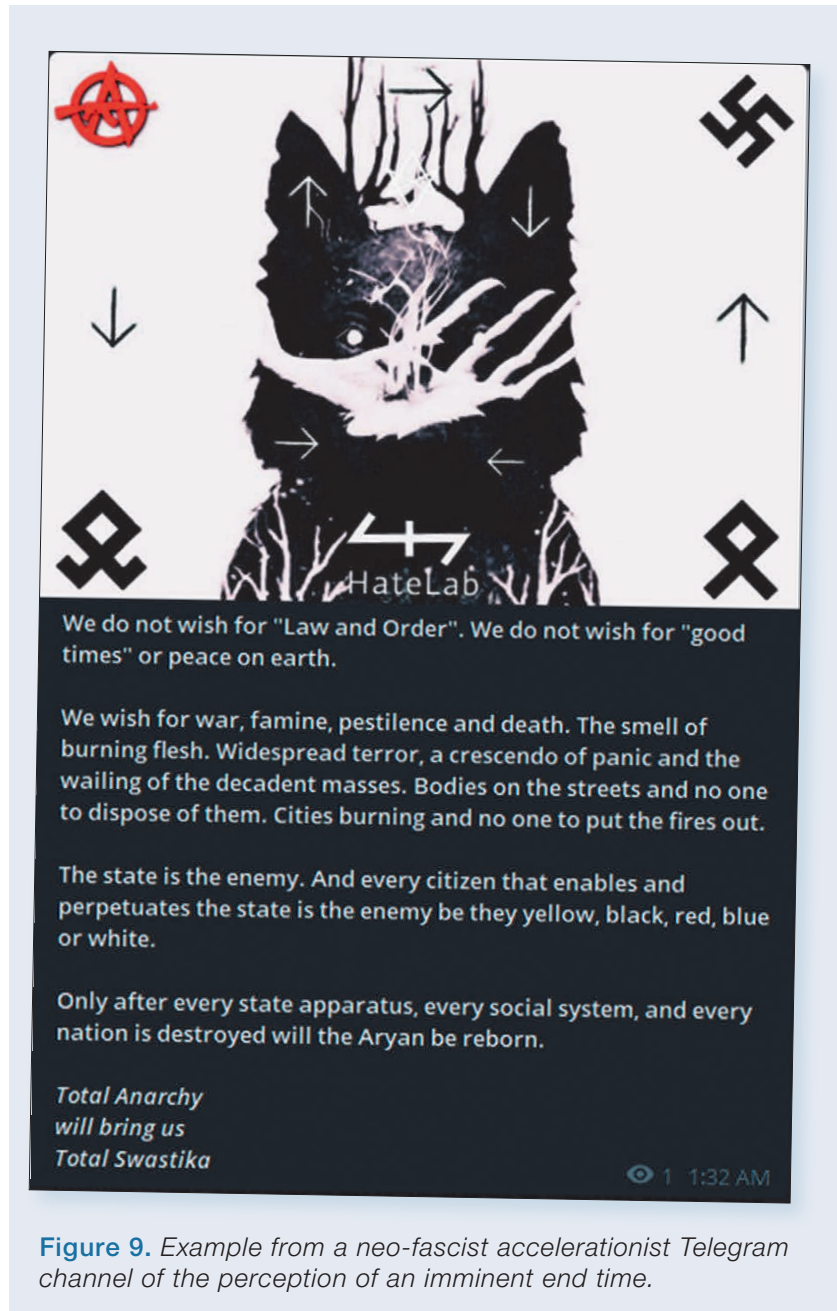 HateLab
We do not wish for "Law and Order". We do not wish for "good
times" or peace on earth.
We wish for war, famine, pestilence and death. The smell of
burning flesh. Widespread terror, a crescendo of panic and the
wailing of the decadent masses. Bodies on the streets and no one
to dispose of them. Cities burning and no one to put the fires out.
The state is the enemy. And every citizen that enables and
perpetuates the state is the enemy be they yellow, black, red, blue
or white.
Only after every state apparatus, every social system, and every
nation is destroyed will the Aryan be reborn.
Total Anarchy
will bring us
Total Swastika
1 1:32 AM
Figure 9. Example from a neo-fascist accelerationist Telegram
channel of the perception of an imminent end time.